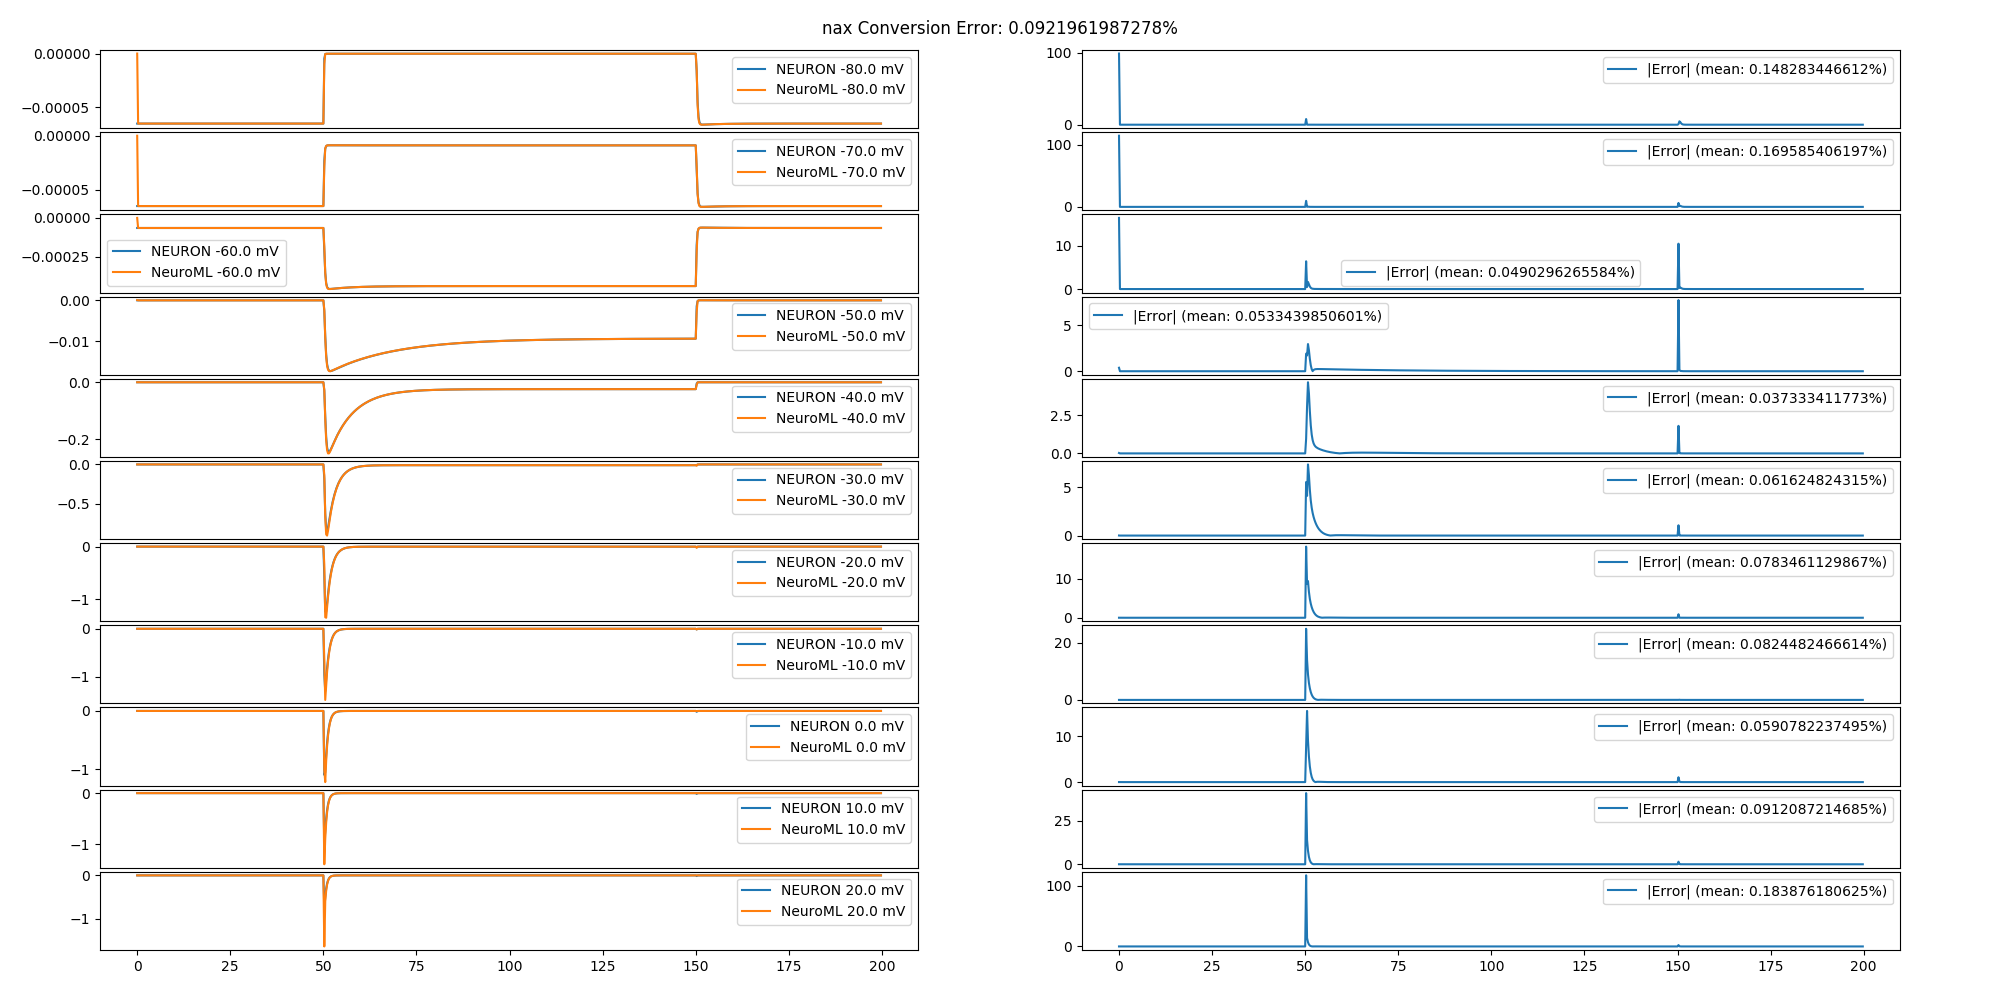 nax Conversion Error: 0.0921961987278%
0.00000
−0.00005
NEURON -80.0 mV
NeuroML -80.0 mV
100
0
|Error| (mean: 0.148283446612%)
0.00000
−0.00005
NEURON -70.0 mV
NeuroML -70.0 mV
100
0
|Error| (mean: 0.169585406197%)
0.00000
−0.00025
NEURON -60.0 mV
NeuroML -60.0 mV
10
0
|Error| (mean: 0.0490296265584%)
0.00
−0.01
NEURON -50.0 mV
NeuroML -50.0 mV
5
0
|Error| (mean: 0.0533439850601%)
0.0
−0.2
NEURON -40.0 mV
NeuroML -40.0 mV
2.5
0.0
|Error| (mean: 0.037333411773%)
0.0
−0.5
NEURON -30.0 mV
NeuroML -30.0 mV
5
0
|Error| (mean: 0.061624824315%)
0
−1
NEURON -20.0 mV
NeuroML -20.0 mV
10
0
|Error| (mean: 0.0783461129867%)
0
−1
NEURON -10.0 mV
NeuroML -10.0 mV
20
0
|Error| (mean: 0.0824482466614%)
0
−1
NEURON 0.0 mV
NeuroML 0.0 mV
10
0
|Error| (mean: 0.0590782237495%)
0
−1
NEURON 10.0 mV
NeuroML 10.0 mV
25
0
|Error| (mean: 0.0912087214685%)
0
−1
NEURON 20.0 mV
NeuroML 20.0 mV
100
0
|Error| (mean: 0.183876180625%)
0 25 50 75 100 125 150 175 200
0 25 50 75 100 125 150 175 200